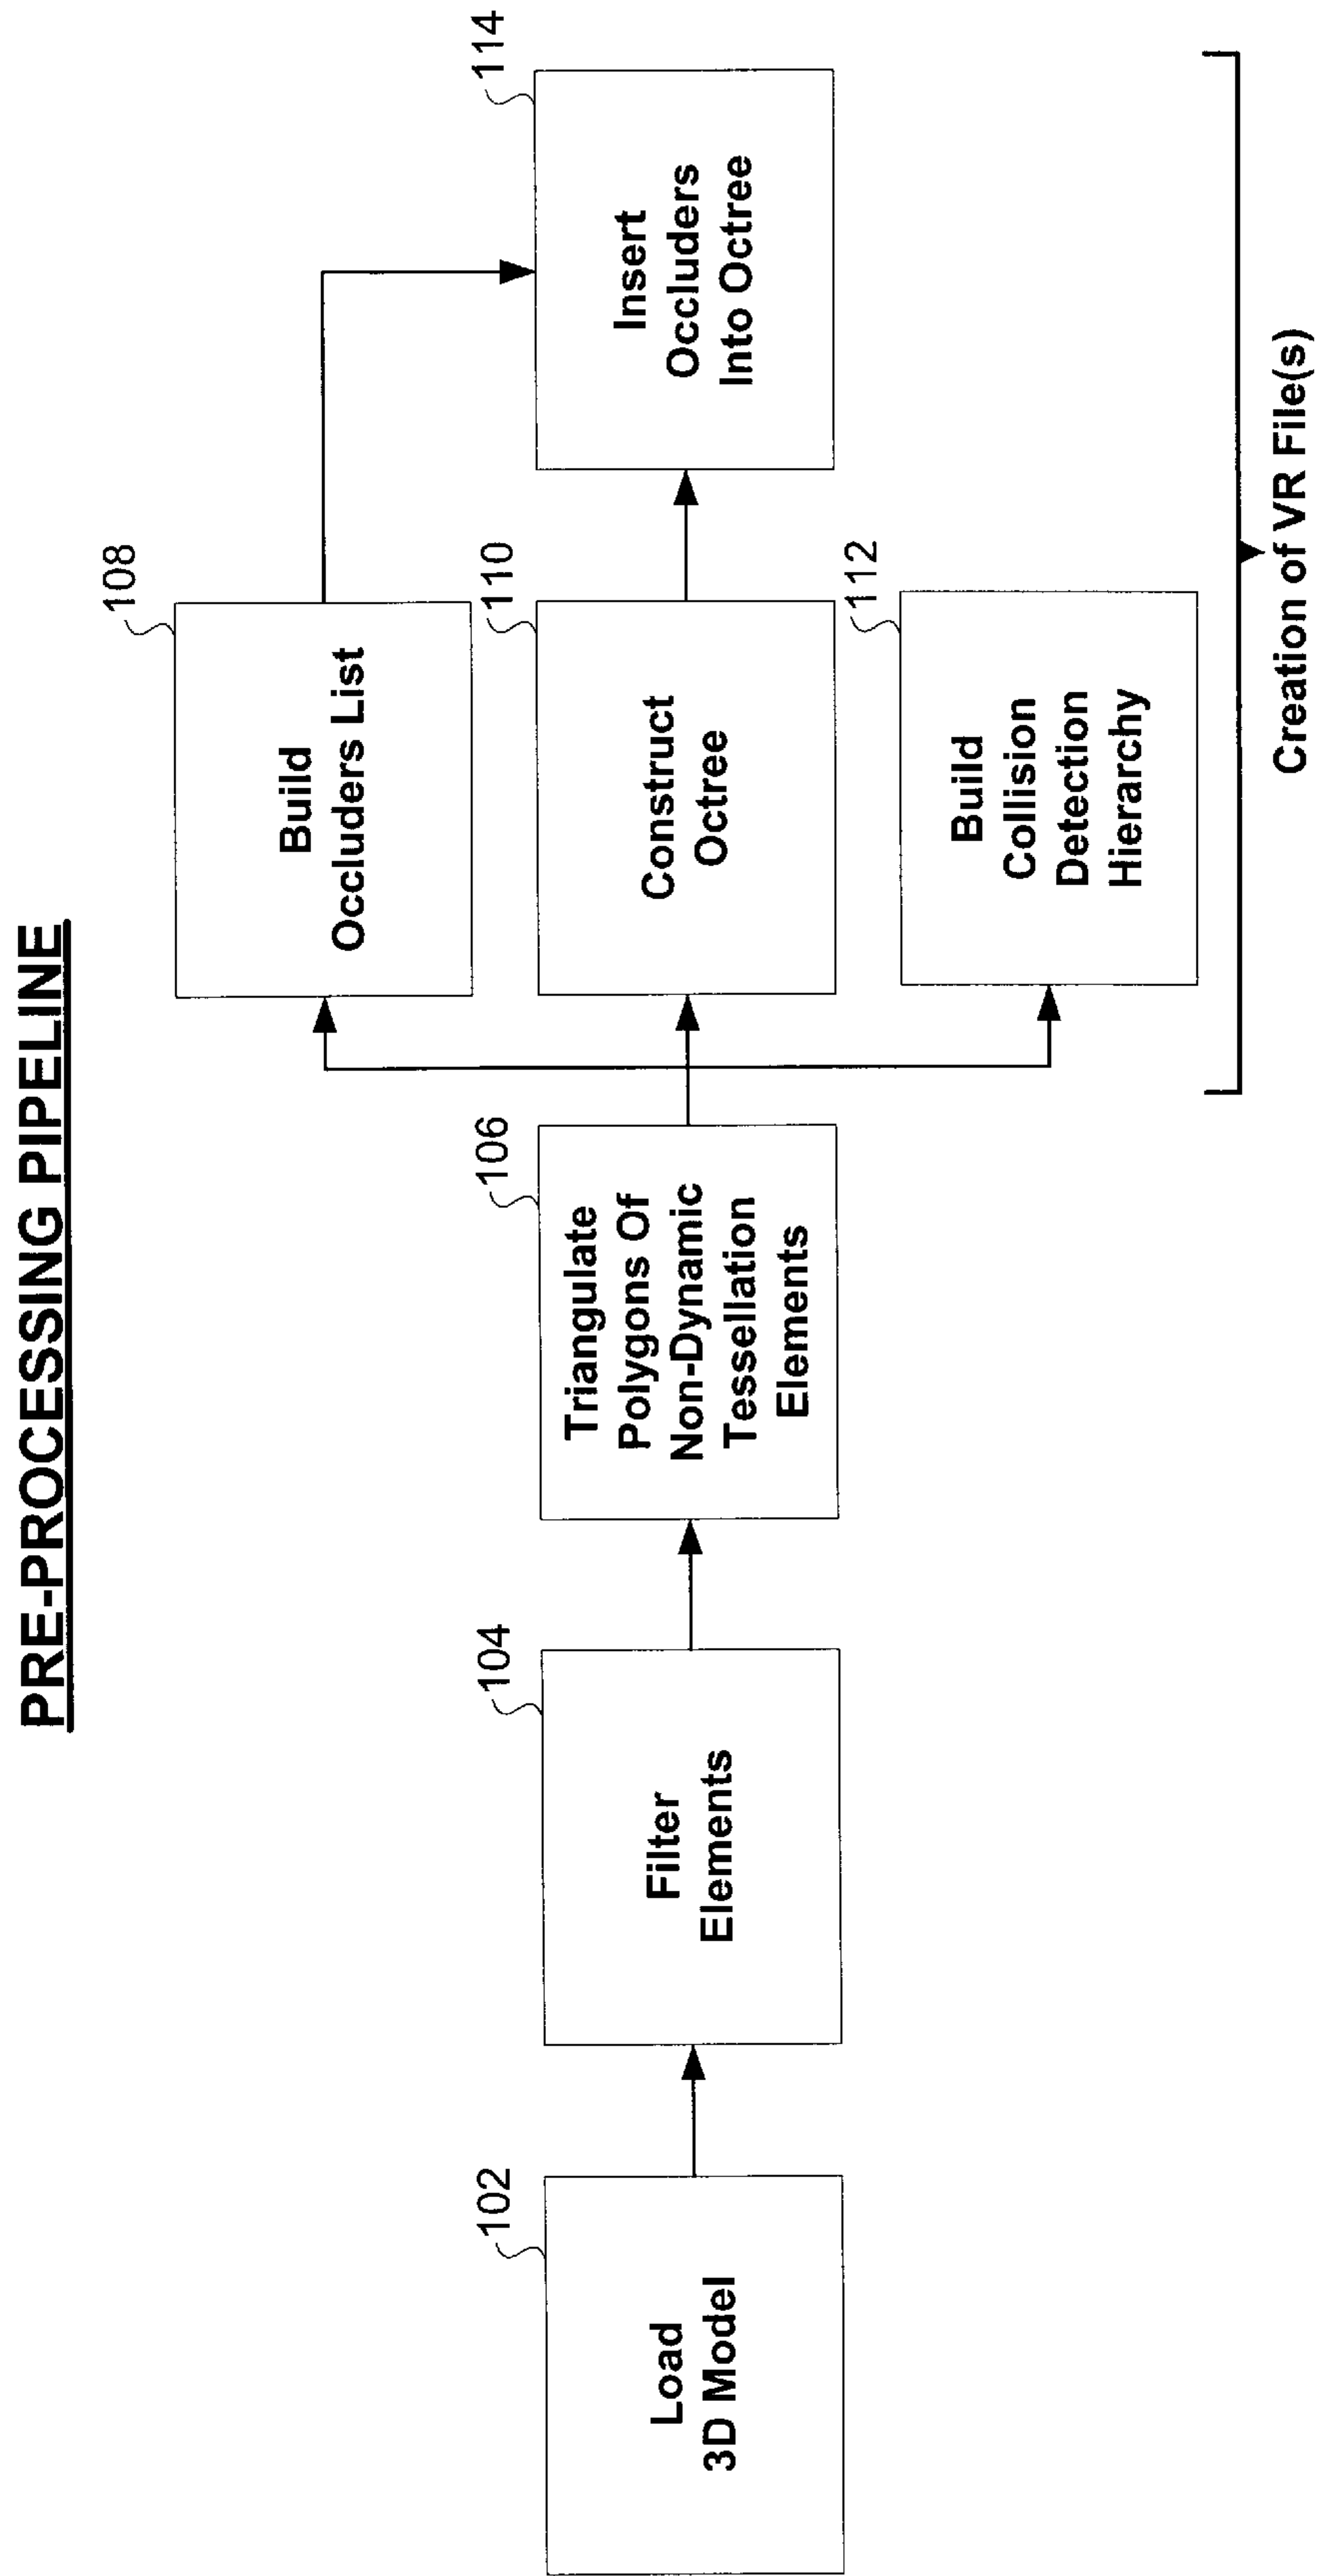 PRE-PROCESSING PIPELINE
102
Load
3D Model
104
Filter
Elements
106
Triangulate
Polygons Of
Non-Dynamic
Tessellation
Elements
108
Build
Occluders List
110
Construct
Octree
112
Build
Collision
Detection
Hierarchy
114
Insert
Occluders
Into Octree
Creation of VR File(s)